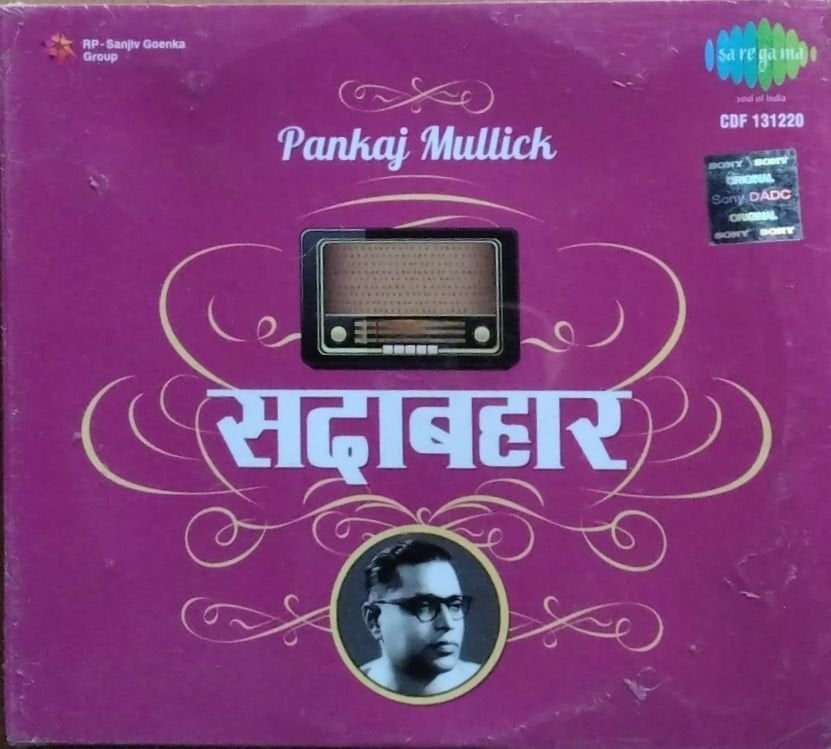 RP-Sanjiv Goenka
Group
sa re ga ma
soul of India
CDF 131220
Pankaj Mullick
SONY SONY
ORIGINAL
Sony DADC
ORIGINAL
SONY SONY
सदाबहार